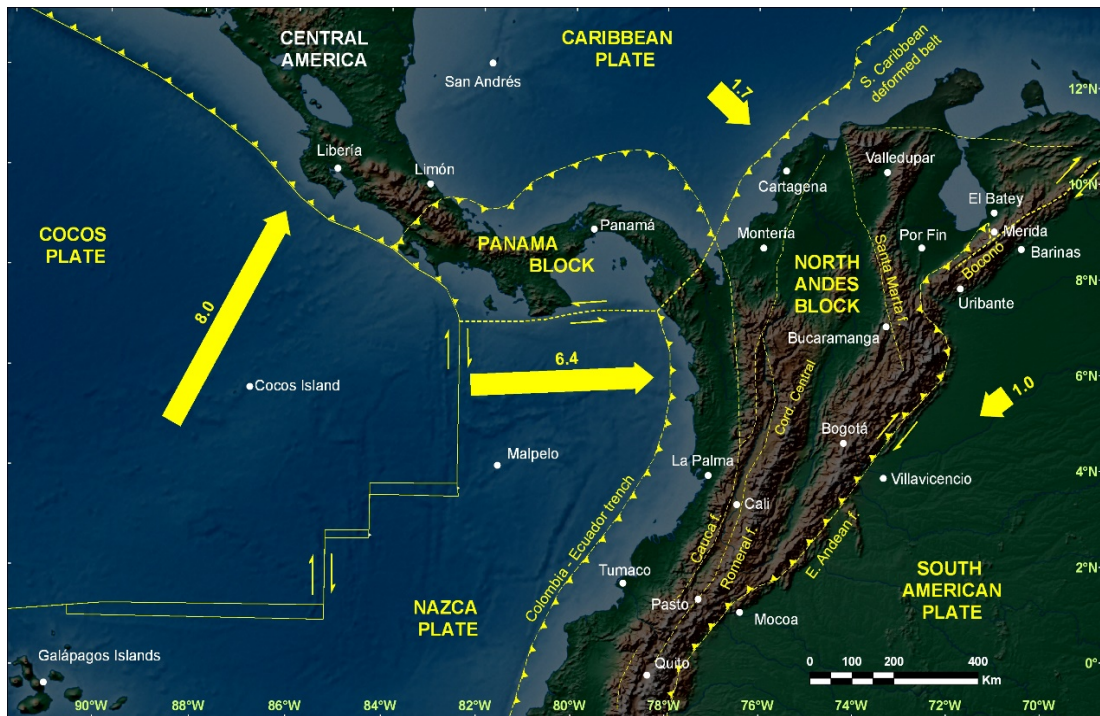 CENTRAL
AMERICA
CARIBBEAN
PLATE
San Andrés
S. Caribbean
deformed belt
1.7
12°N
Libería
Limón
Valledupar
Cartagena
10°N
El Batey
COCOS
PLATE
PANAMA
BLOCK
Panamá
Montería
Por Fin
Merida
Barinas
NORTH
ANDES
BLOCK
Santa Marta f.
Boconó
8°N
Uribante
8.0
Bucaramanga
6.4
6°N
Cocos Island
1.0
Cord. Central
Bogotá
Malpelo
La Palma
4°N
Villavicencio
Cali
Colombia - Ecuador trench
Cauca f.
Romeral f.
E. Andean f.
Tumaco
2°N
NAZCA
PLATE
Pasto
Mocoa
SOUTH
AMERICAN
PLATE
Galápagos Islands
Quito
0°
0 100 200 400
Km
90°W 88°W 86°W 84°W 82°W 80°W 78°W 76°W 74°W 72°W 70°W